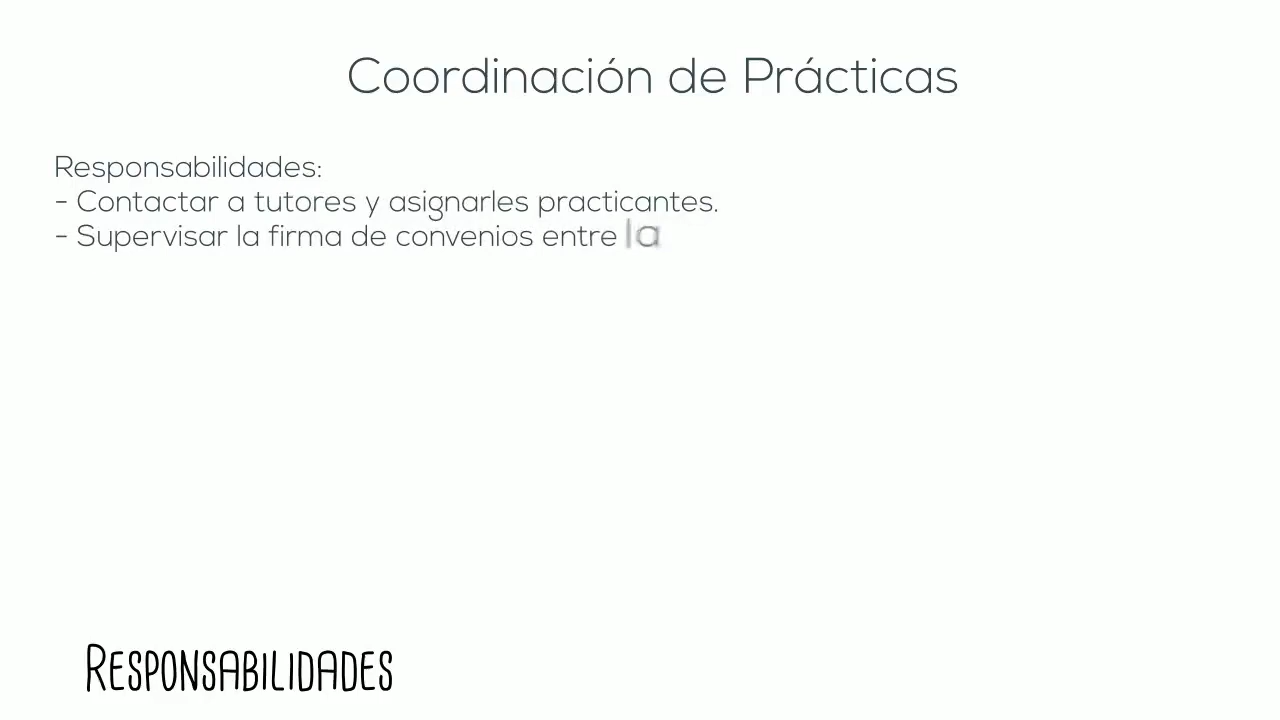 Coordinación de Prácticas
Responsabilidades:
- Contactar a tutores y asignarles practicantes.
- Supervisar la firma de convenios entre la
RESPONSABILIDADES